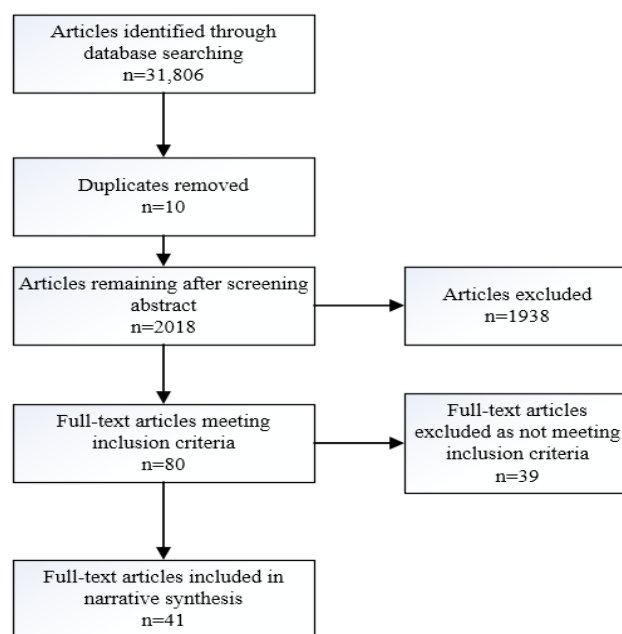 Articles identified through
database searching
n=31,806
Duplicates removed
n=10
Articles remaining after screening
abstract
n=2018
Articles excluded
n=1938
Full-text articles meeting
inclusion criteria
n=80
Full-text articles
excluded as not meeting
inclusion criteria
n=39
Full-text articles included in
narrative synthesis
n=41